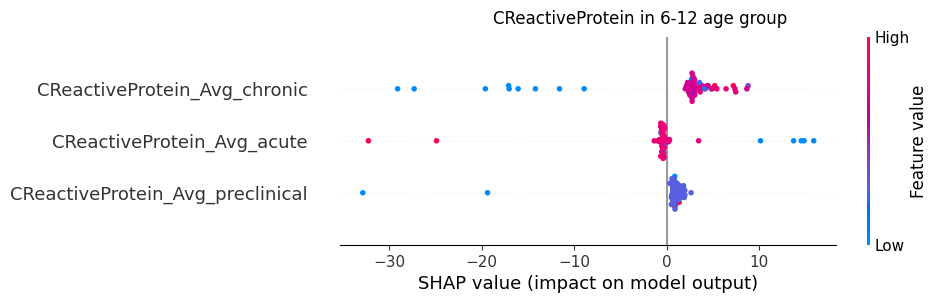 CReactiveProtein in 6-12 age group
High
CReactiveProtein_Avg_chronic
CReactiveProtein_Avg_acute
CReactiveProtein_Avg_preclinical
Feature value
Low
−30 −20 −10 0 10
SHAP value (impact on model output)